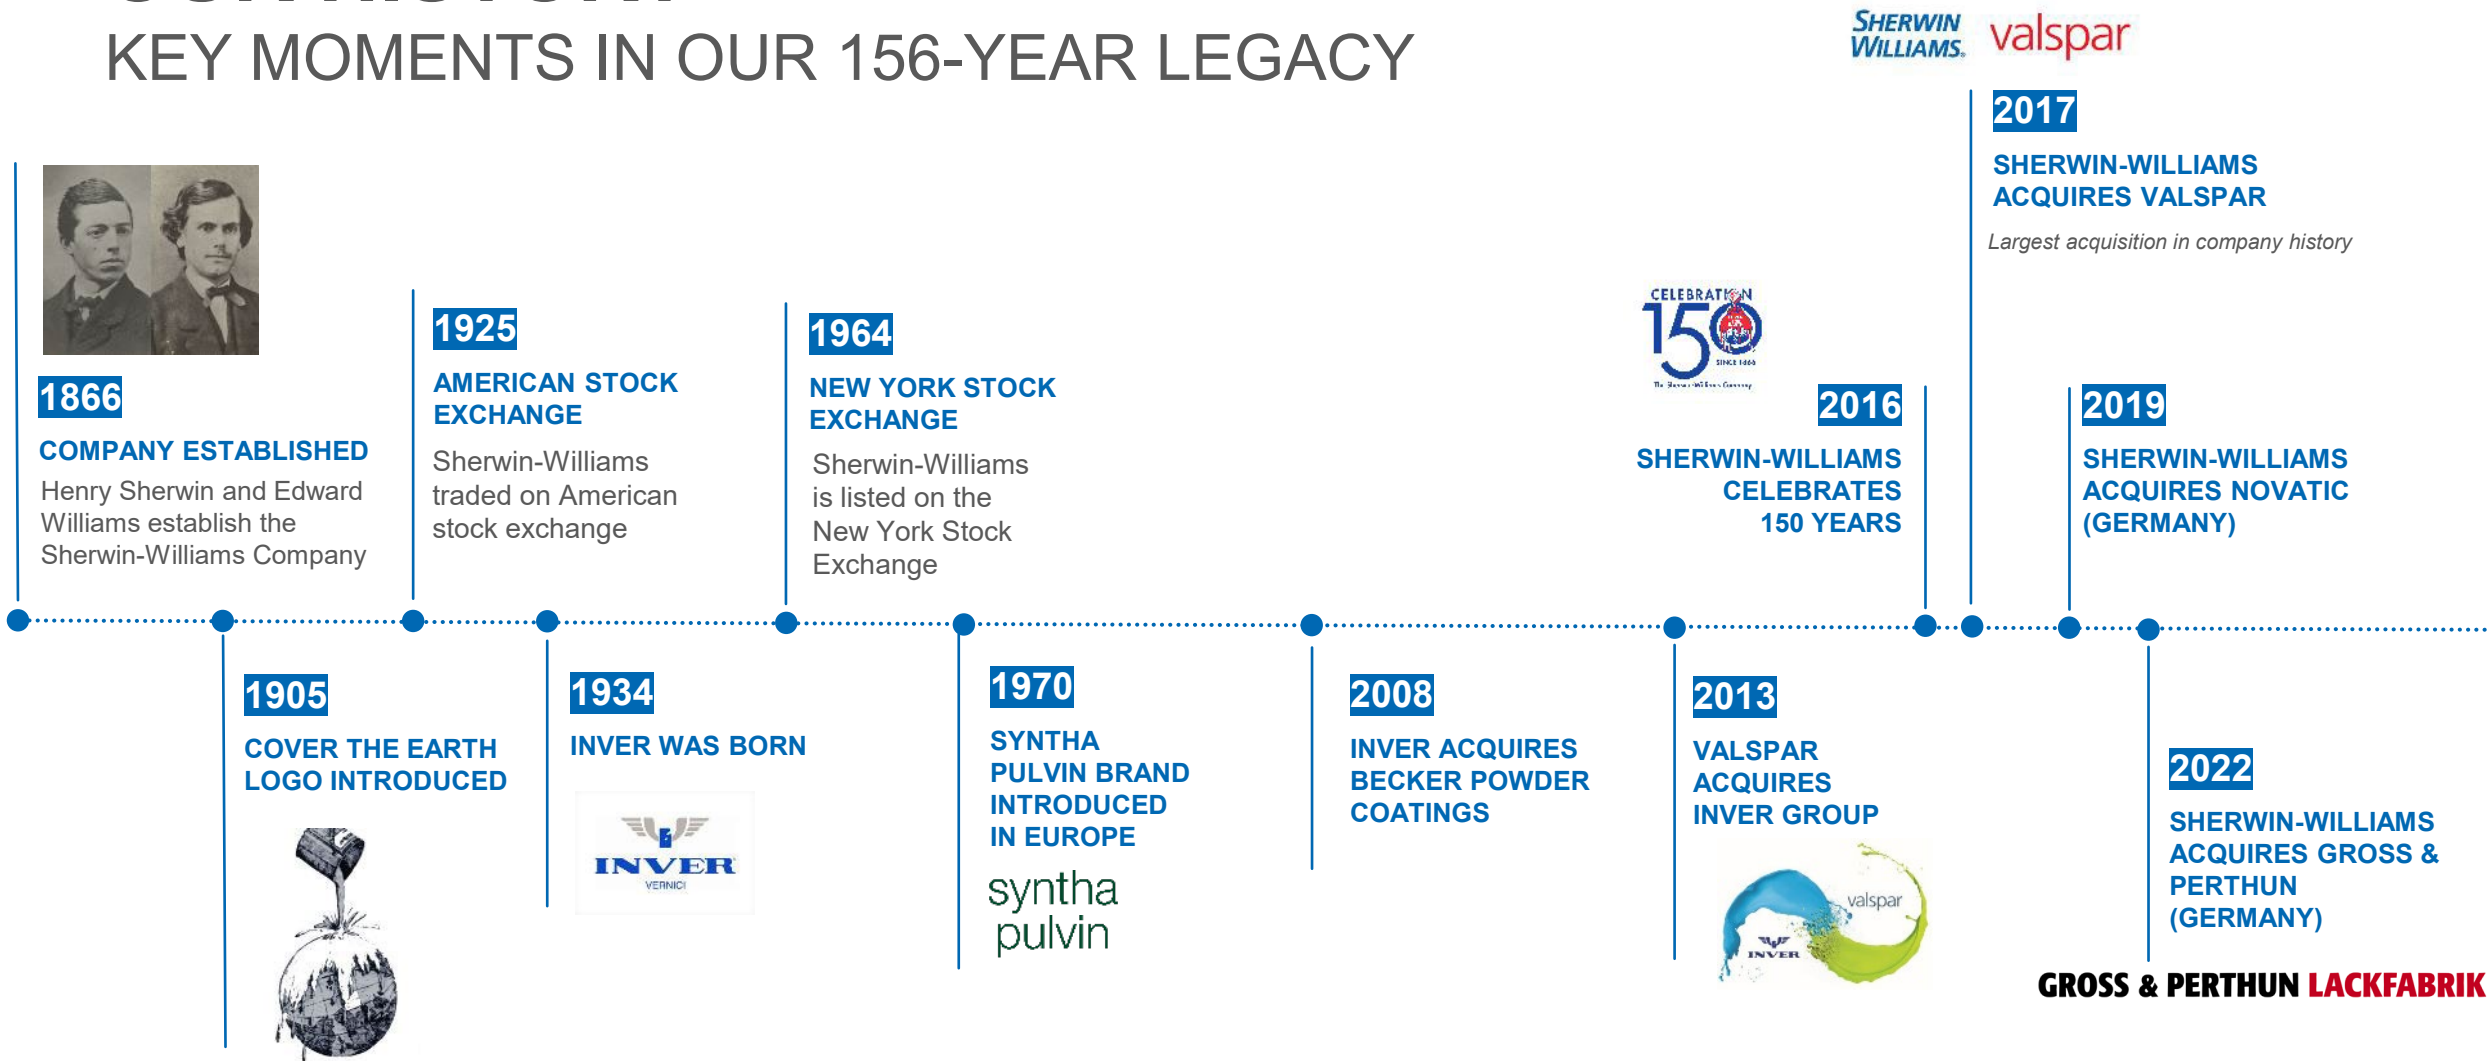 KEY MOMENTS IN OUR 156-YEAR LEGACY
SHERWIN
WILLIAMS.
valspar
2017
SHERWIN-WILLIAMS
ACQUIRES VALSPAR
Largest acquisition in company history
1866
COMPANY ESTABLISHED
Henry Sherwin and Edward
Williams establish the
Sherwin-Williams Company
1925
AMERICAN STOCK
EXCHANGE
Sherwin-Williams
traded on American
stock exchange
1964
NEW YORK STOCK
EXCHANGE
Sherwin-Williams
is listed on the
New York Stock
Exchange
CELEBRATION
150
SINCE 1866
The Sherwin-Williams Company
2016
SHERWIN-WILLIAMS
CELEBRATES
150 YEARS
2019
SHERWIN-WILLIAMS
ACQUIRES NOVATIC
(GERMANY)
1905
COVER THE EARTH
LOGO INTRODUCED
1934
INVER WAS BORN
INVER
VERNICI
1970
SYNTHA
PULVIN BRAND
INTRODUCED
IN EUROPE
syntha
pulvin
2008
INVER ACQUIRES
BECKER POWDER
COATINGS
2013
VALSPAR
ACQUIRES
INVER GROUP
valspar
INVER
2022
SHERWIN-WILLIAMS
ACQUIRES GROSS &
PERTHUN
(GERMANY)
GROSS & PERTHUN LACKFABRIK